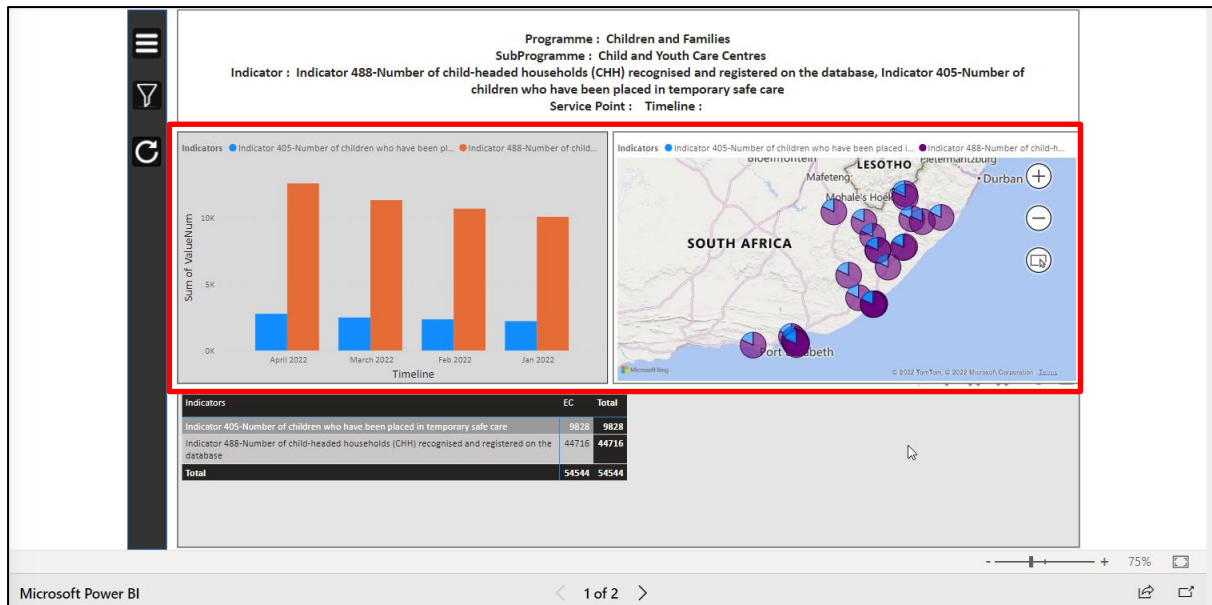 Programme : Children and Families
SubProgramme : Child and Youth Care Centres
Indicator : Indicator 488-Number of child-headed households (CHH) recognised and registered on the database, Indicator 405-Number of
children who have been placed in temporary safe care
Service Point : Timeline :
Indicators Indicator 405-Number of children who have been pl... Indicator 488-Number of child...
10K
5K
0K
Sum of ValueNum
April 2022 March 2022 Feb 2022 Jan 2022
Timeline
Indicators Indicator 405-Number of children who have been placed i... Indicator 488-Number of child-h...
LESOTHO
Mafeteng
Durban
SOUTH AFRICA
Microsoft Bing
© 2022 TomTom, © 2022 Microsoft Corporation Terms
Indicators EC Total
Indicator 405-Number of children who have been placed in temporary safe care 9828 9828
Indicator 488-Number of child-headed households (CHH) recognised and registered on the 44716 44716
database
Total 54544 54544
75%
Microsoft Power BI
1 of 2